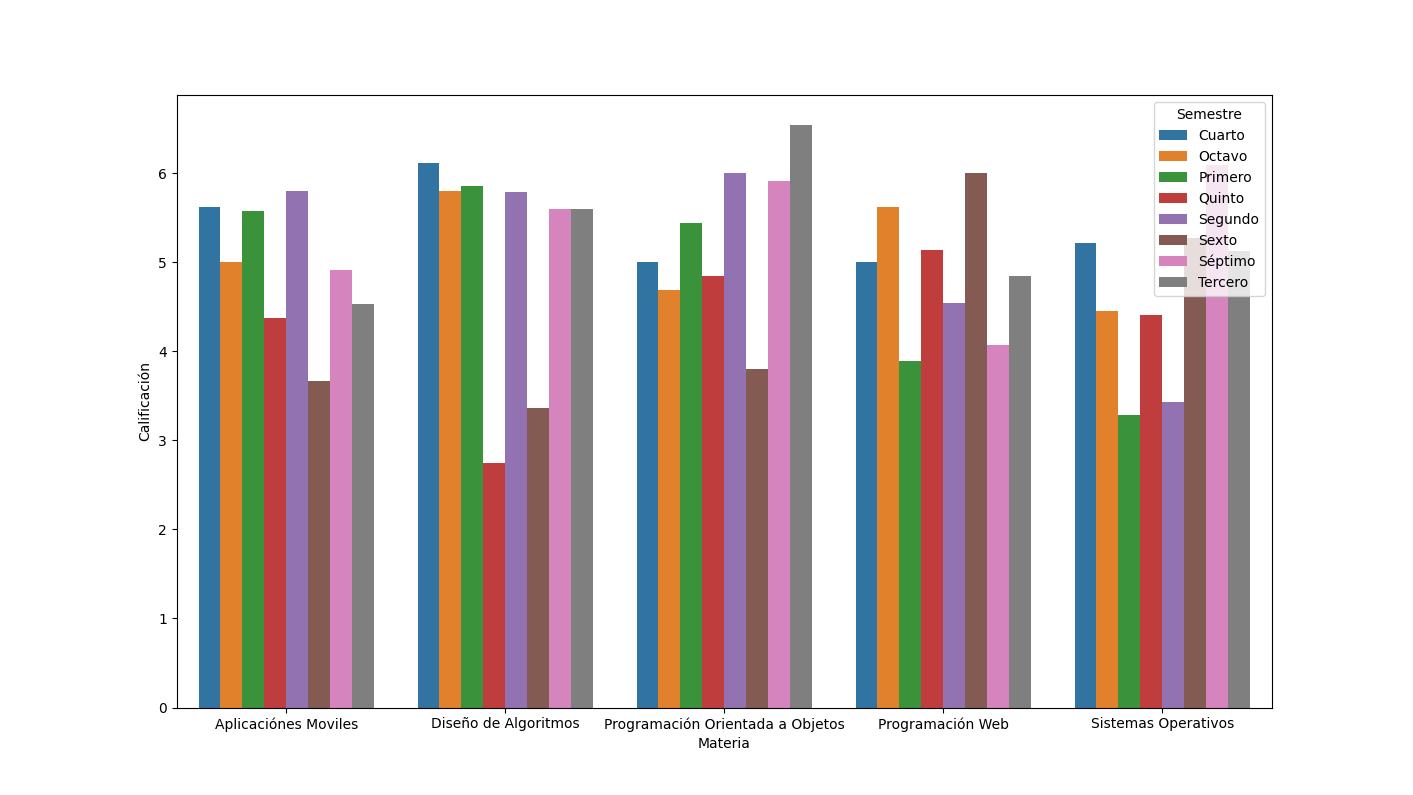 Semestre
Cuarto
Octavo
Primero
Quinto
Segundo
Sexto
Séptimo
Tercero
Calificación
6
5
4
3
2
1
0
Aplicaciónes Moviles
Diseño de Algoritmos
Programación Orientada a Objetos
Programación Web
Sistemas Operativos
Materia